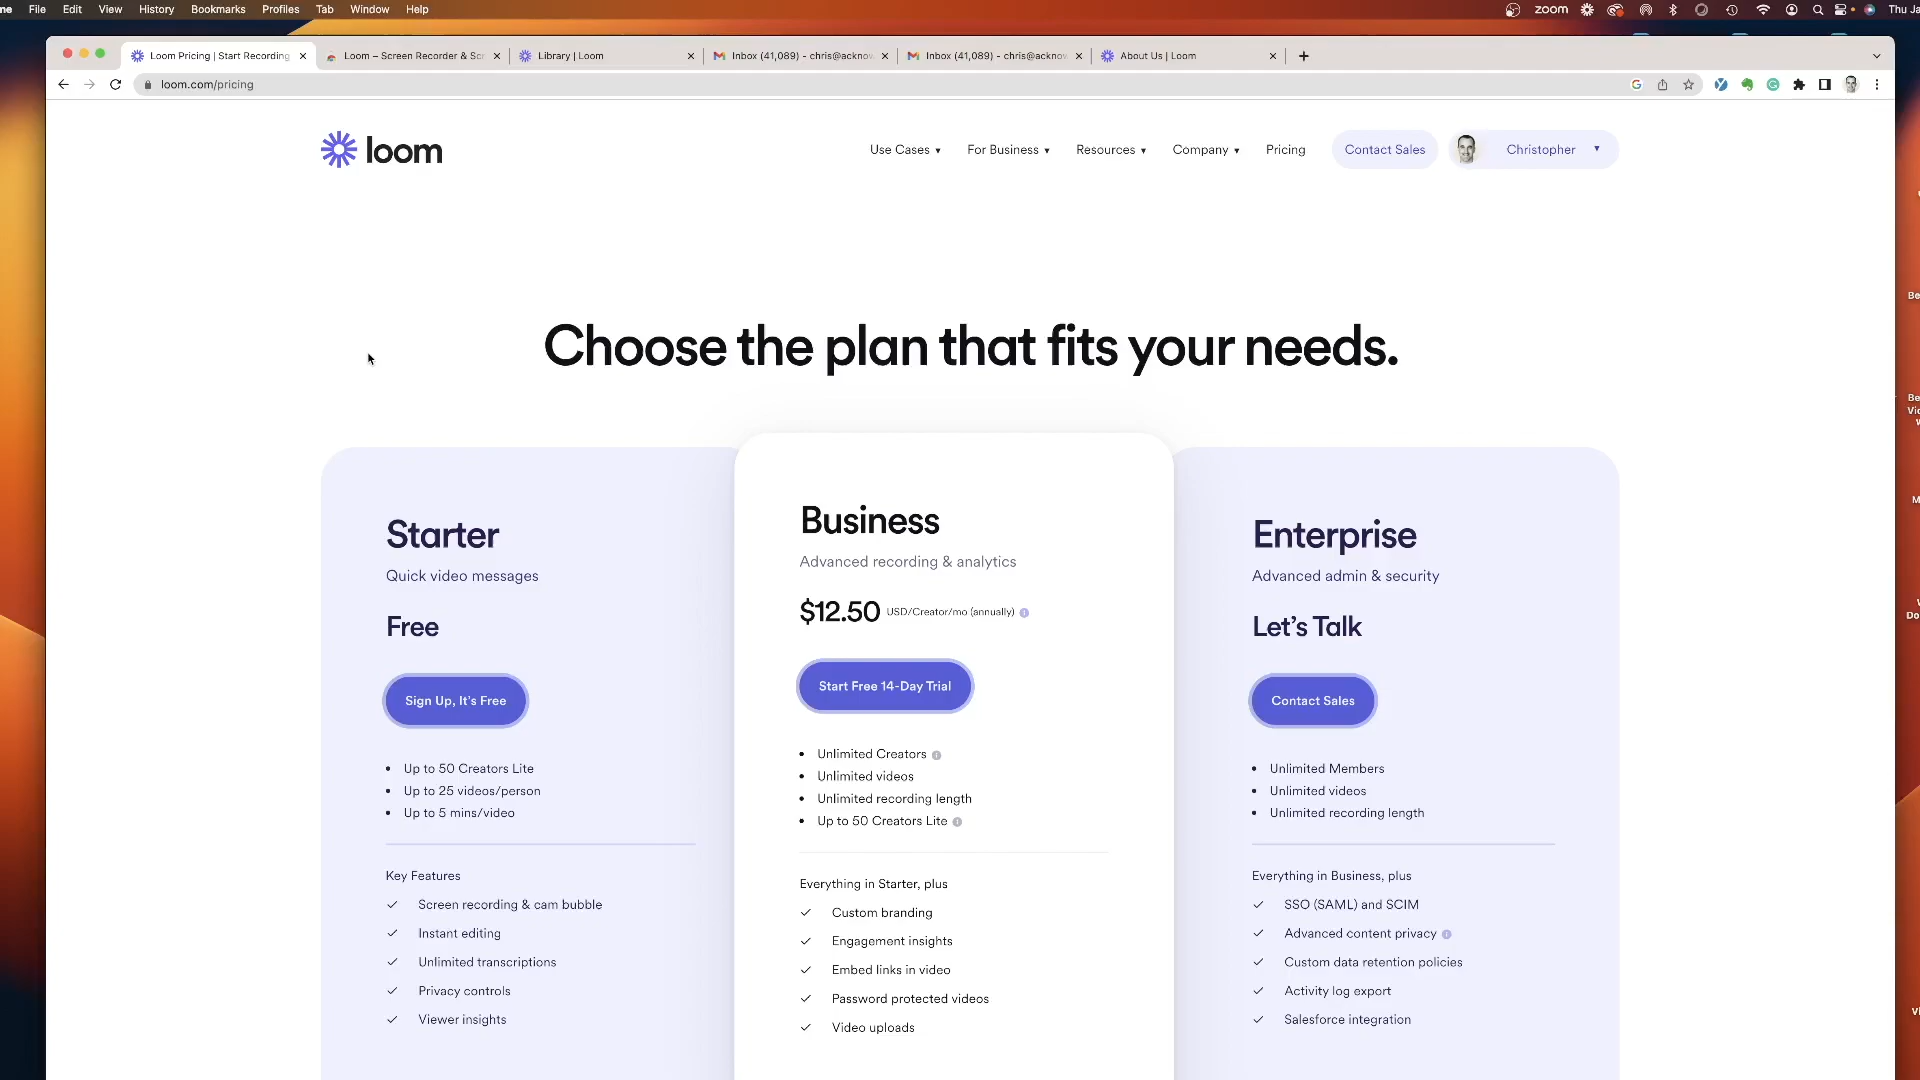 File Edit View History Bookmarks Profiles Tab Window Help
zoom
Loom Pricing | Start Recording
Loom – Screen Recorder & Scr
Library | Loom
Inbox (41,089) - chris@acknow
Inbox (41,089) - chris@acknow
About Us | Loom
loom.com/pricing
loom
Use Cases
For Business
Resources
Company
Pricing
Contact Sales
Christopher
Choose the plan that fits your needs.
Starter
Quick video messages
Free
Sign Up, It's Free
Up to 50 Creators Lite
Up to 25 videos/person
Up to 5 mins/video
Key Features
Screen recording & cam bubble
Instant editing
Unlimited transcriptions
Privacy controls
Viewer insights
Business
Advanced recording & analytics
$12.50 USD/Creator/mo (annually)
Start Free 14-Day Trial
Unlimited Creators
Unlimited videos
Unlimited recording length
Up to 50 Creators Lite
Everything in Starter, plus
Custom branding
Engagement insights
Embed links in video
Password protected videos
Video uploads
Enterprise
Advanced admin & security
Let's Talk
Contact Sales
Unlimited Members
Unlimited videos
Unlimited recording length
Everything in Business, plus
SSO (SAML) and SCIM
Advanced content privacy
Custom data retention policies
Activity log export
Salesforce integration